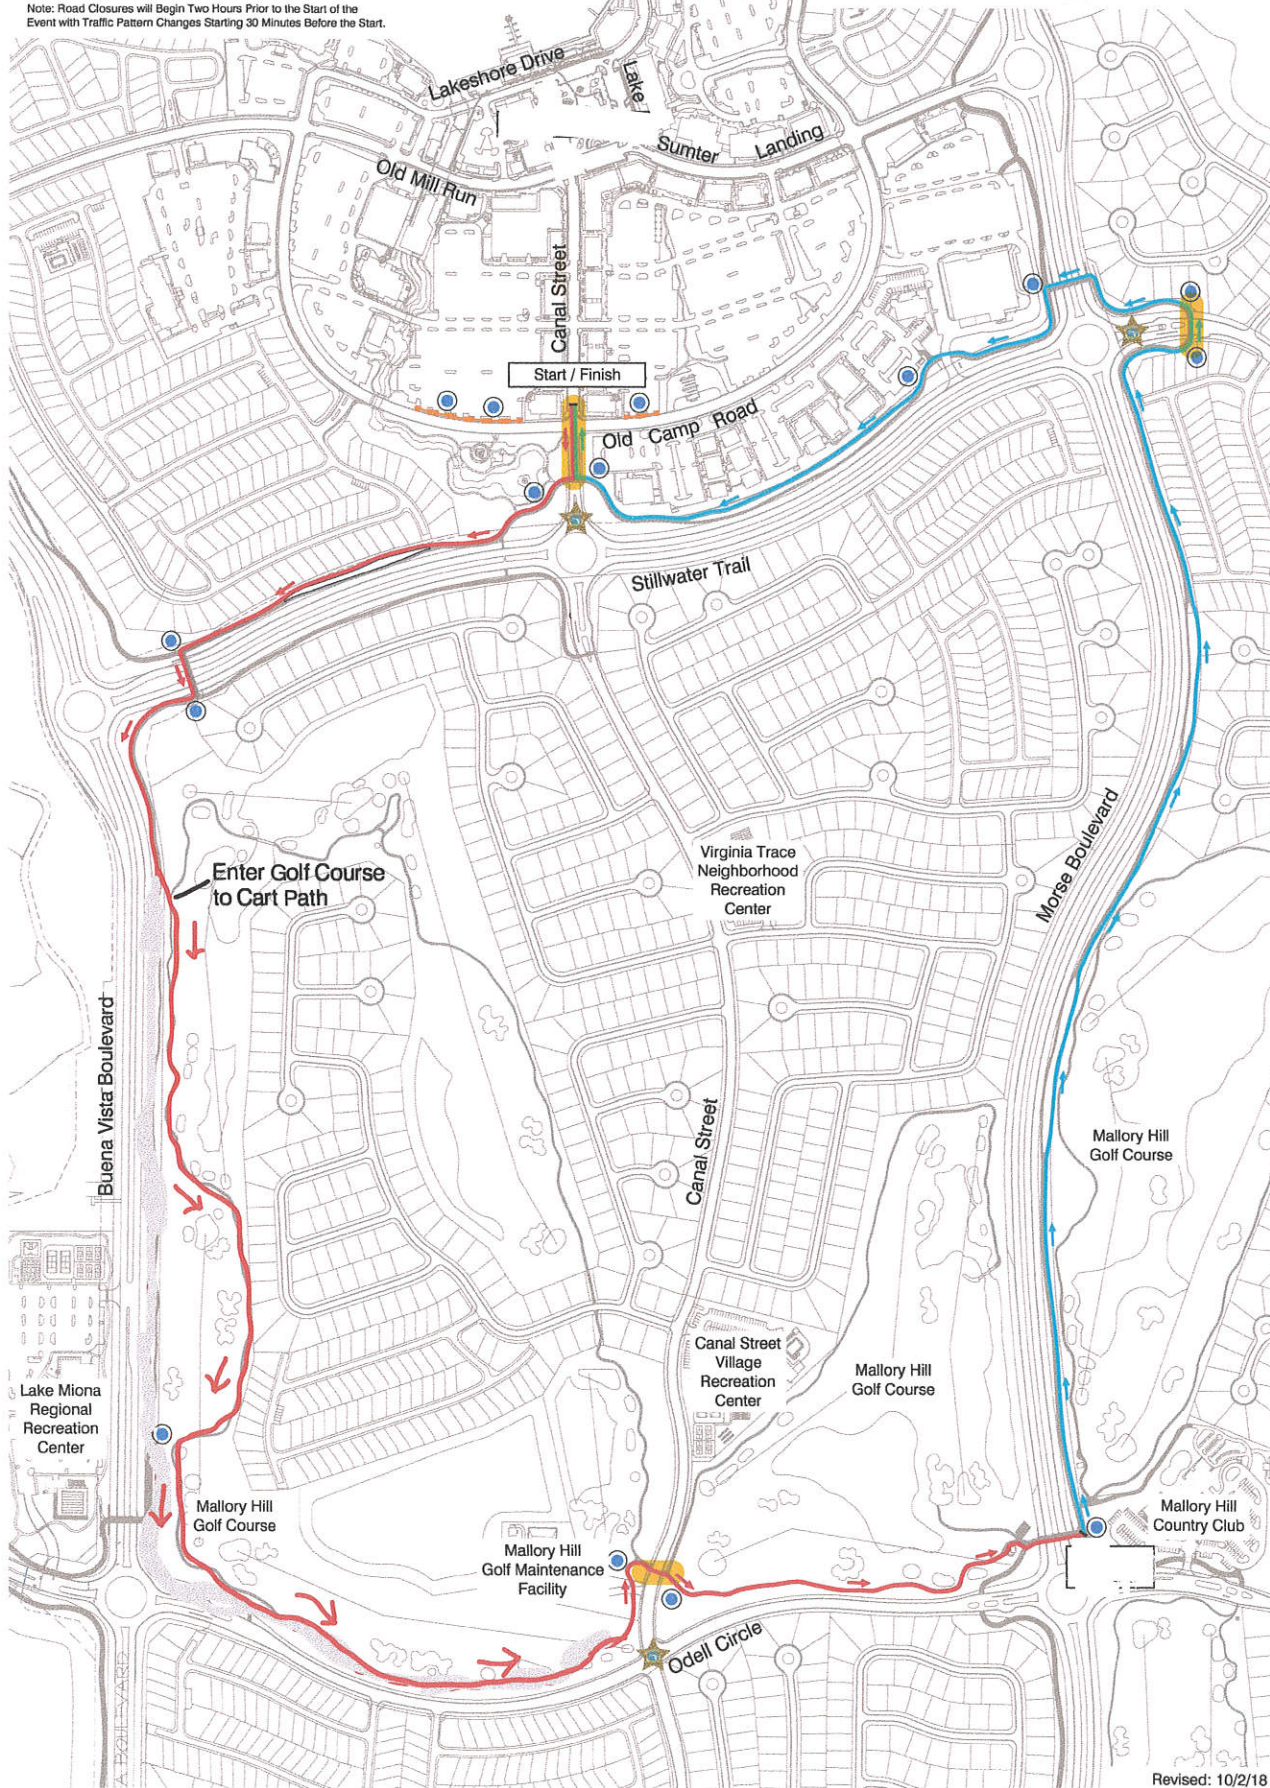 Note: Road Closures will Begin Two Hours Prior to the Start of the
Event with Traffic Pattern Changes Starting 30 Minutes Before the Start.
Lakeshore Drive
Lake
Sumter Landing
Old Mill Run
Canal Street
Start / Finish
Old Camp Road
Stillwater Trail
Enter Golf Course
to Cart Path
Virginia Trace
Neighborhood
Recreation
Center
Morse Boulevard
Buena Vista Boulevard
Canal Street
Mallory Hill
Golf Course
Canal Street
Village
Recreation
Center
Mallory Hill
Golf Course
Lake Miona
Regional
Recreation
Center
Mallory Hill
Golf Course
Mallory Hill
Golf Maintenance
Facility
Mallory Hill
Country Club
Odell Circle
Revised: 10/2/18